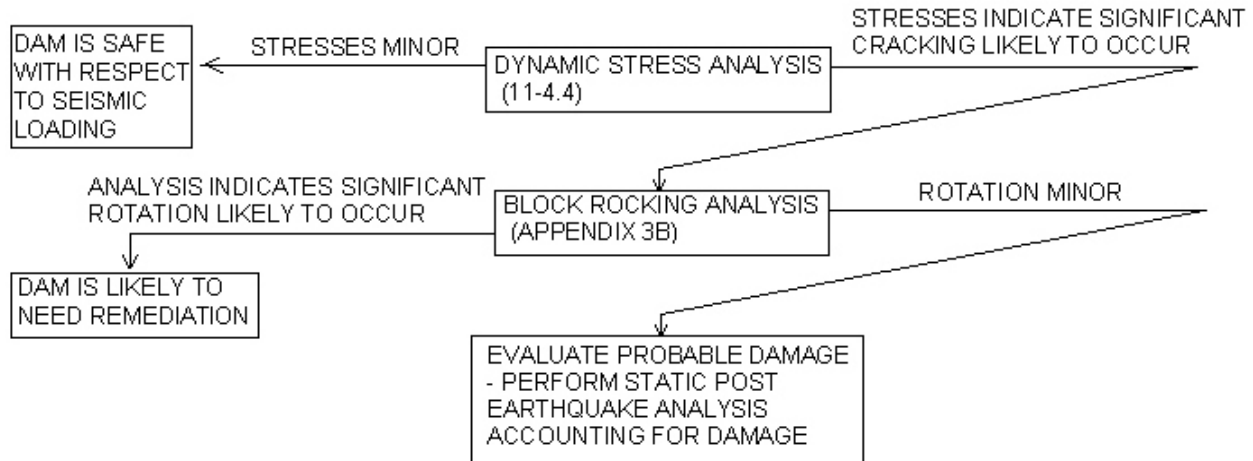 DAM IS SAFE
WITH RESPECT
TO SEISMIC
LOADING
STRESSES MINOR
DYNAMIC STRESS ANALYSIS
(11-4.4)
STRESSES INDICATE SIGNIFICANT
CRACKING LIKELY TO OCCUR
ANALYSIS INDICATES SIGNIFICANT
ROTATION LIKELY TO OCCUR
BLOCK ROCKING ANALYSIS
(APPENDIX 3B)
ROTATION MINOR
DAM IS LIKELY TO
NEED REMEDIATION
EVALUATE PROBABLE DAMAGE
- PERFORM STATIC POST
EARTHQUAKE ANALYSIS
ACCOUNTING FOR DAMAGE